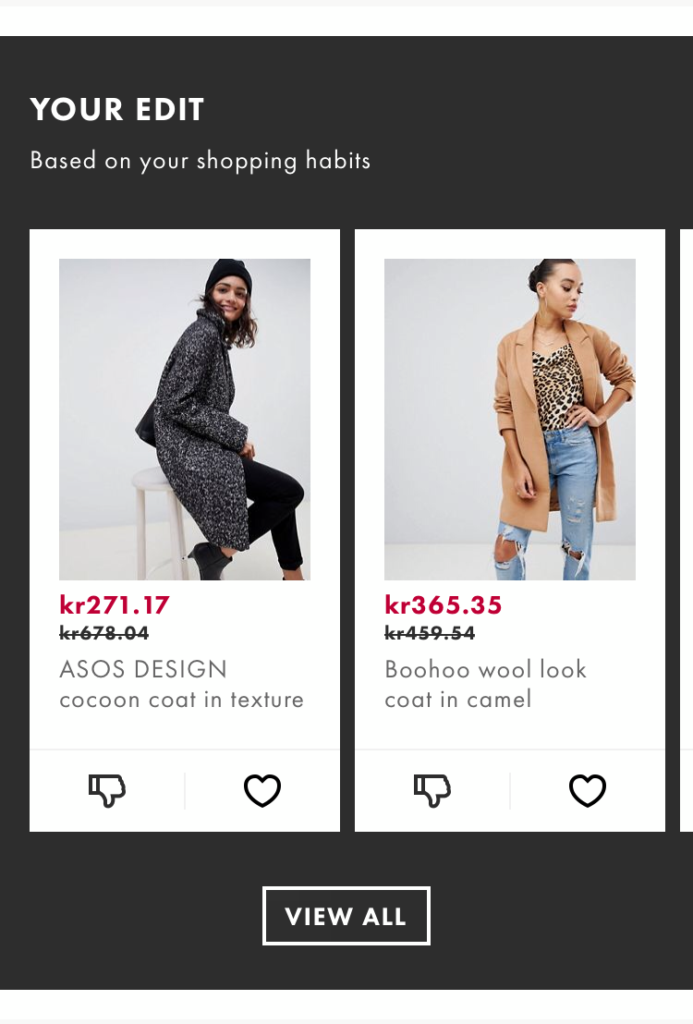 YOUR EDIT
Based on your shopping habits
kr271.17
kr678.04
ASOS DESIGN
cocoon coat in texture
kr365.35
kr459.54
Boohoo wool look
coat in camel
VIEW ALL